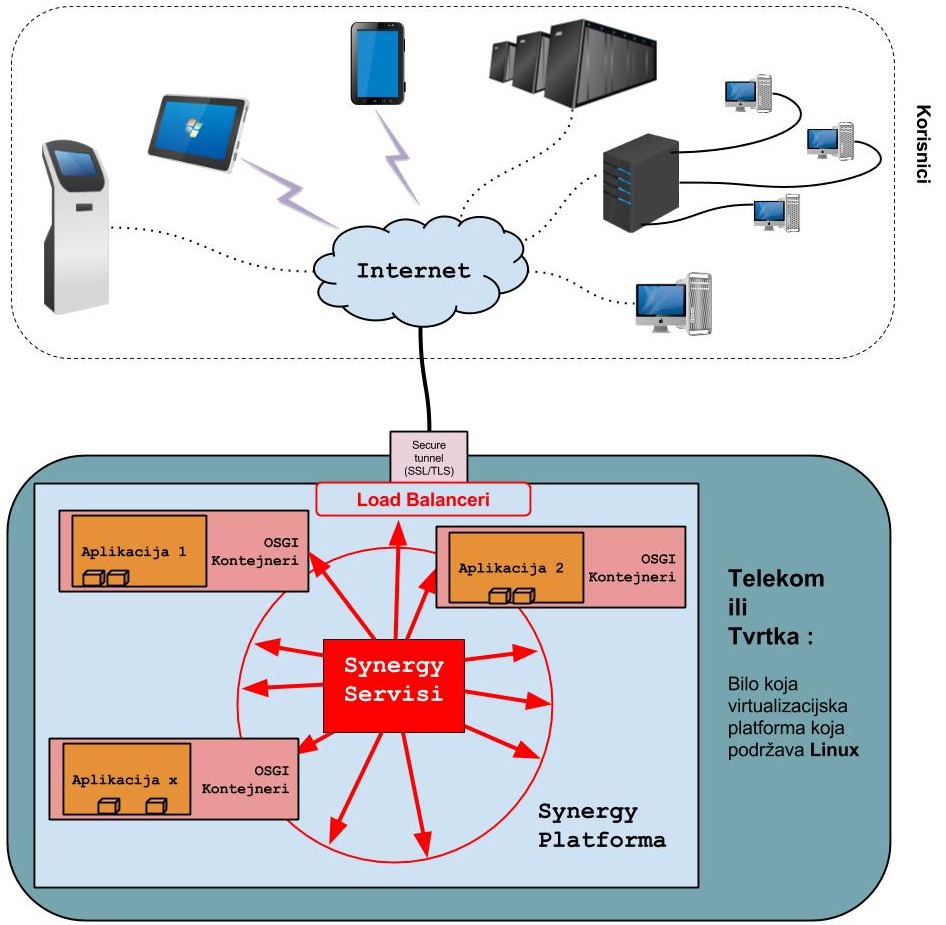 Korisnici
Internet
Secure
tunnel
(SSL/TLS)
Load Balanceri
Aplikacija 1
OSGI
Kontejneri
Aplikacija 2
OSGI
Kontejneri
Synergy
Servisi
Aplikacija x
OSGI
Kontejneri
Synergy
Platforma
Telekom
ili
Tvrtka :
Bilo koja
virtualizacijska
platforma koja
podržava Linux